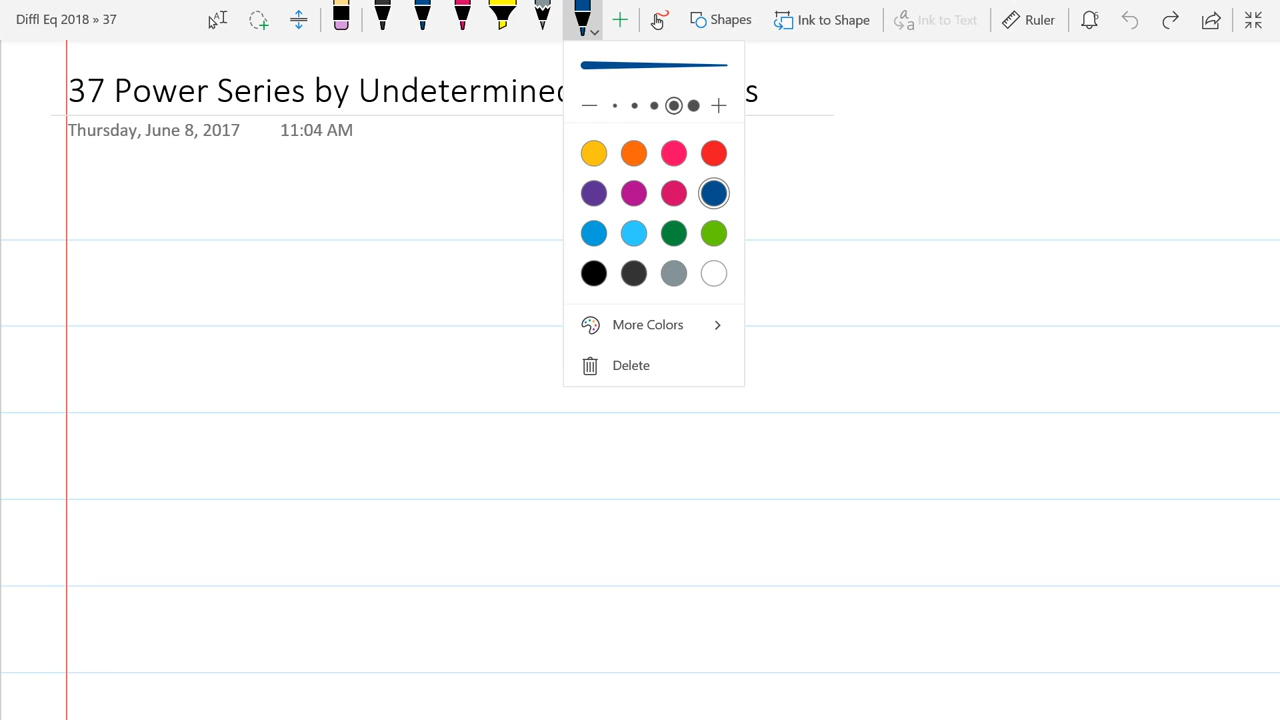 Diffl Eq 2018 » 37
Shapes
Ink to Shape
Ink to Text
Ruler
37 Power Series by Undetermined s
Thursday, June 8, 2017 11:04 AM
More Colors
Delete